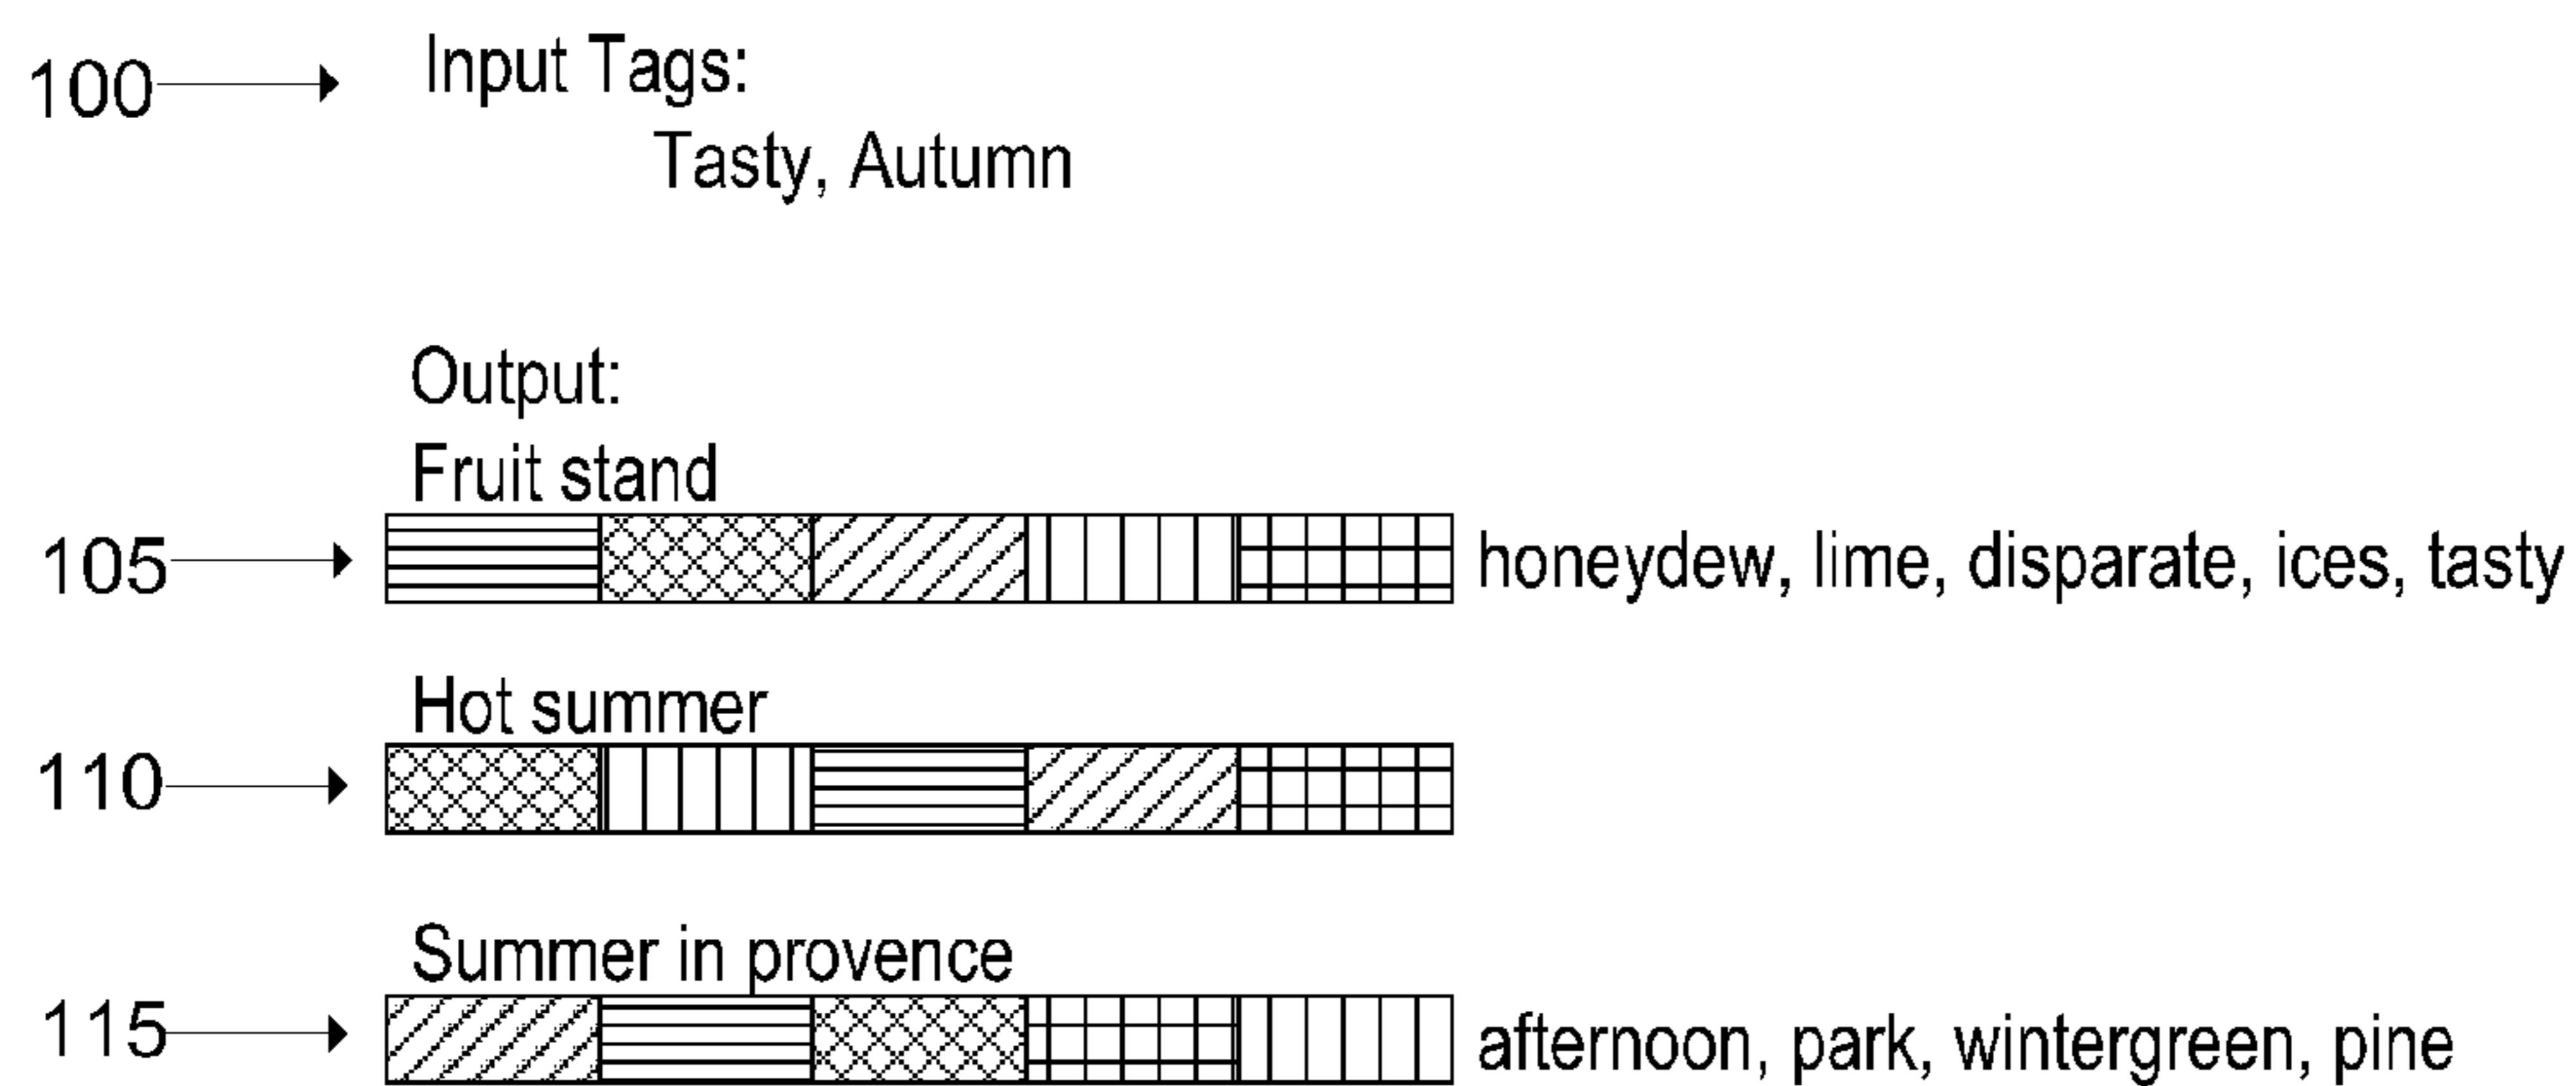 100 Input Tags:
Tasty, Autumn
Output:
Fruit stand
105 honeydew, lime, disparate, ices, tasty
Hot summer
110
Summer in provence
115 afternoon, park, wintergreen, pine